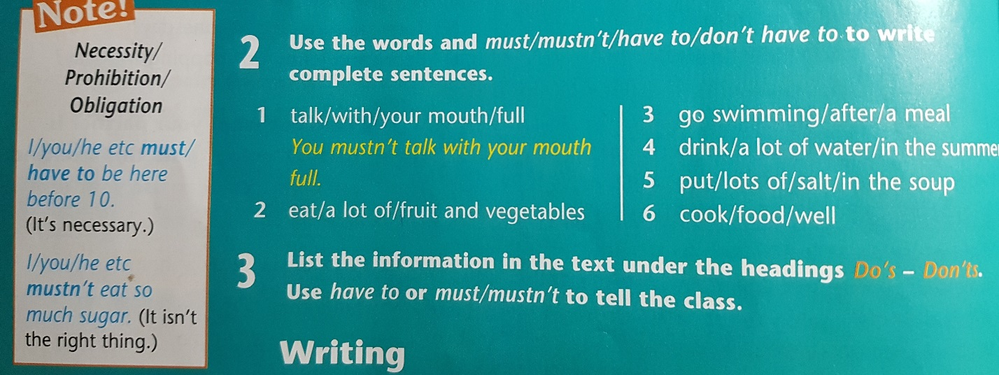 Note!
Necessity/
Prohibition/
Obligation
I/you/he etc must/
have to be here
before 10.
(It's necessary.)
I/you/he etc
mustn't eat so
much sugar. (It isn't
the right thing.)
2 Use the words and must/mustn't/have to/don't have to to write
complete sentences.
1 talk/with/your mouth/full
You mustn't talk with your mouth
full.
2 eat/a lot of/fruit and vegetables
3 go swimming/after/a meal
4 drink/a lot of water/in the summer
5 put/lots of/salt/in the soup
6 cook/food/well
3 List the information in the text under the headings Do's – Don'ts.
Use have to or must/mustn't to tell the class.
Writing